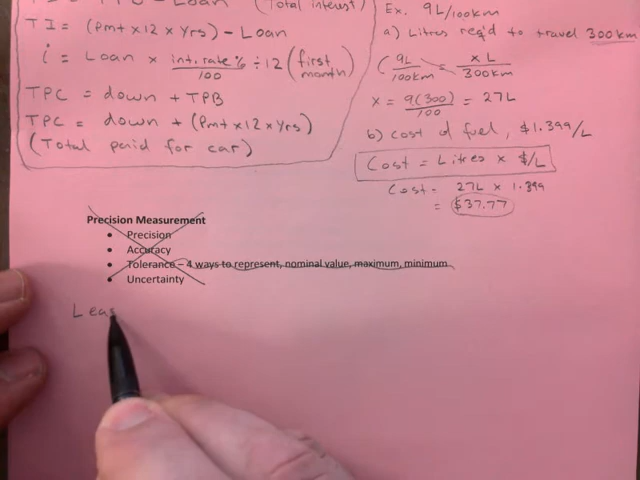 (Total interest)
TI = (Pmt x 12 x Yrs) - Loan
i = Loan x int. rate % / 100 ÷ 12 (first month)
TPC = down + TPB
TPC = down + (Pmt x 12 x Yrs)
(Total paid for car)
Ex. 9L/100km
a) Litres req'd to travel 300km
(9L/100km = x L/300km
x = 9(300)/100 = 27L
b) cost of fuel, $1.399/L
Cost = Litres x $/L
Cost = 27L x 1.399
= $37.77
Precision Measurement
• Precision
• Accuracy
• Tolerance – 4 ways to represent, nominal value, maximum, minimum
• Uncertainty
Leas